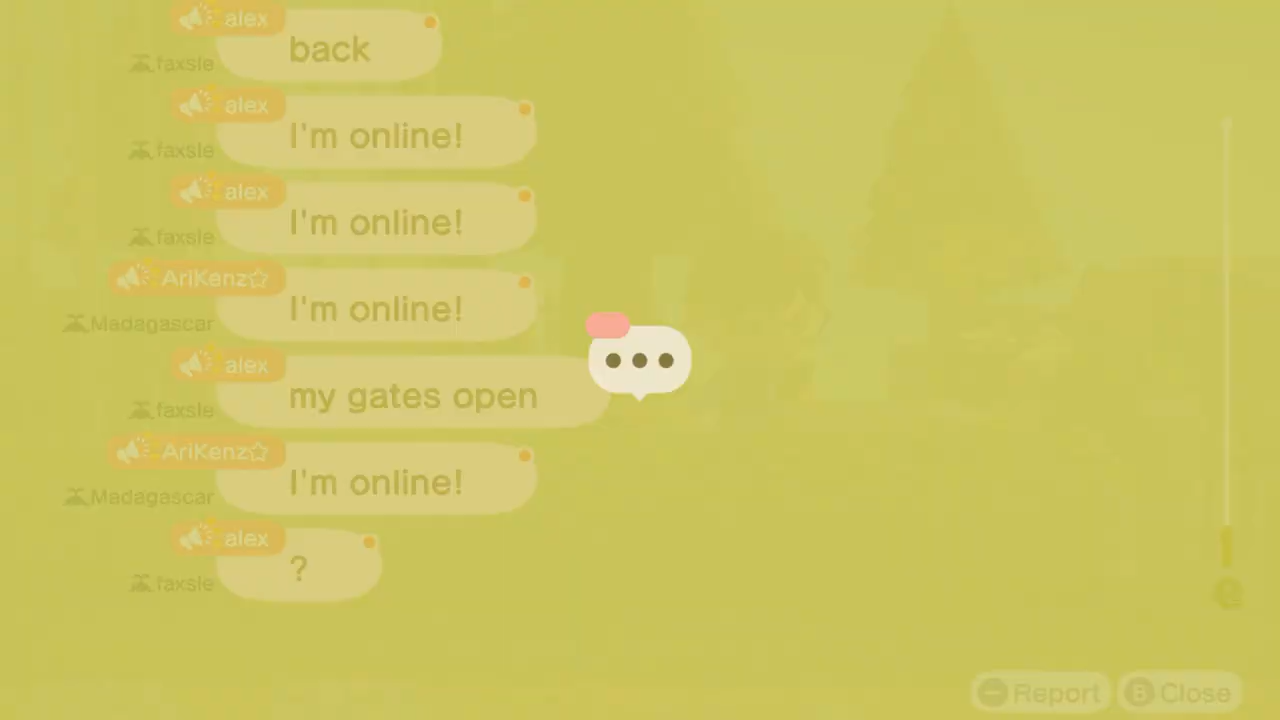 alex
back
faxsle
alex
I'm online!
faxsle
alex
I'm online!
faxsle
AriKenz☆
I'm online!
Madagascar
alex
my gates open
faxsle
AriKenz☆
I'm online!
Madagascar
alex
?
faxsle
Report
B Close